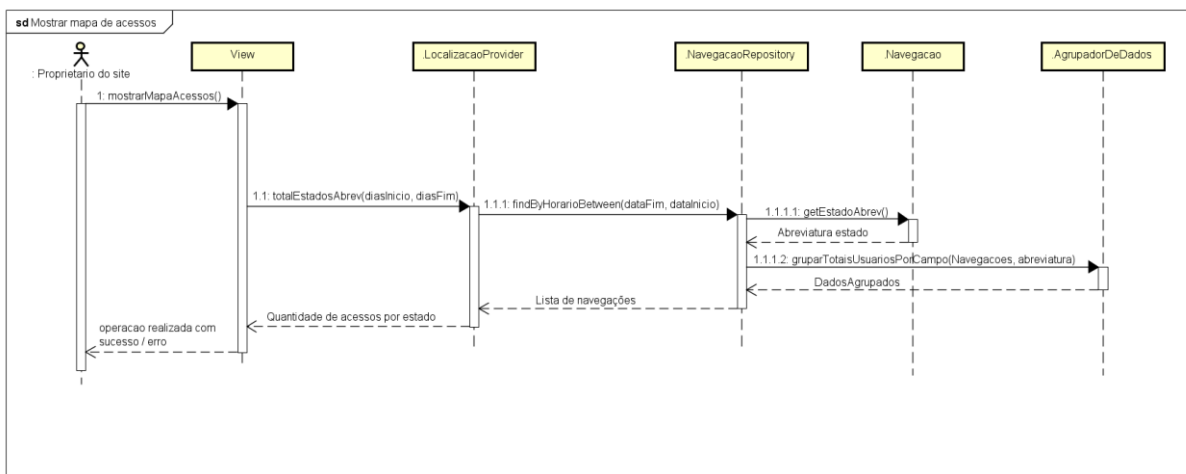 sd Mostrar mapa de acessos
: Proprietario do site
View
.LocalizacaoProvider
.NavegacaoRepository
.Navegacao
.AgrupadorDeDados
1: mostrarMapaAcessos()
1.1: totalEstadosAbrev(diasInicio, diasFim)
1.1.1: findByHorarioBetween(dataFim, dataInicio)
1.1.1.1: getEstadoAbrev()
Abreviatura estado
1.1.1.2: gruparTotaisUsuariosPorCampo(Navegacoes, abreviatura)
DadosAgrupados
Lista de navegações
Quantidade de acessos por estado
operacao realizada com
sucesso / erro